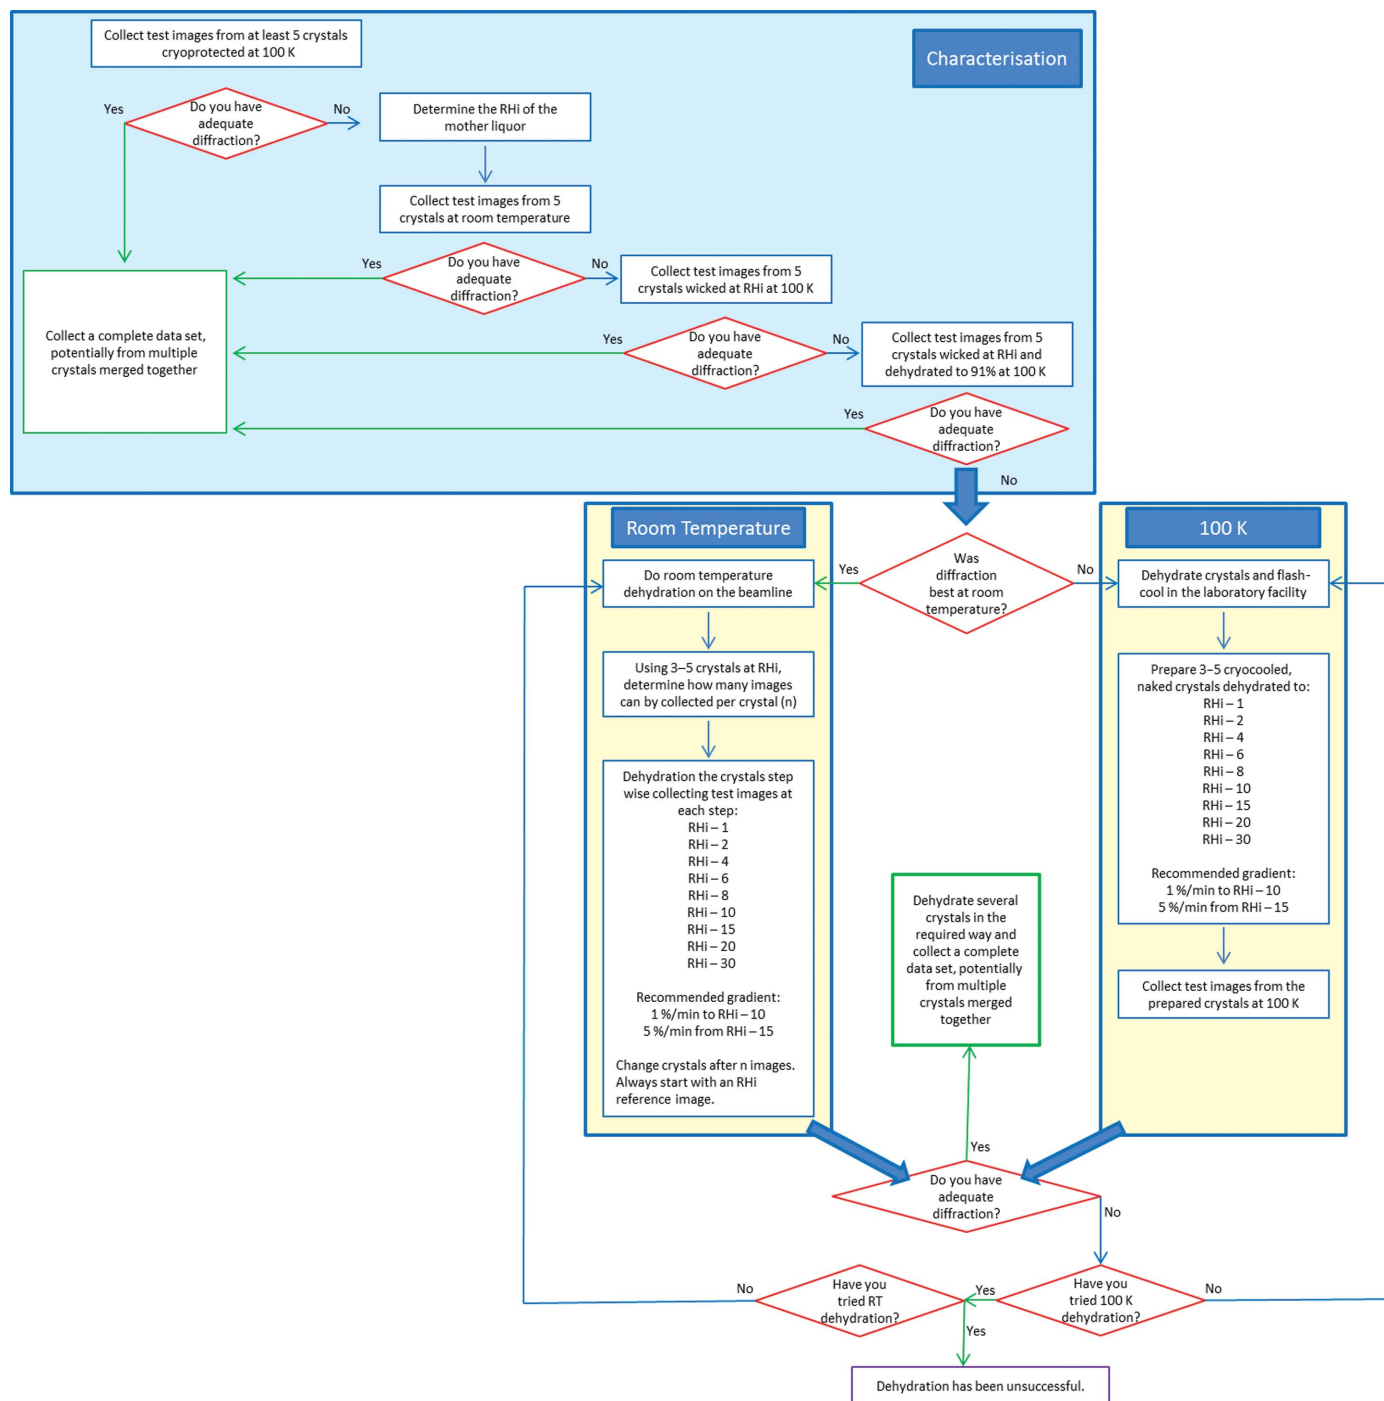 Collect test images from at least 5 crystals
cryoprotected at 100 K
Characterisation
Yes
Do you have
adequate
diffraction?
No
Determine the RHi of the
mother liquor
Collect test images from 5
crystals at room temperature
Yes
Do you have
adequate
diffraction?
No
Collect test images from 5
crystals wicked at RHi at 100 K
Collect a complete data set,
potentially from multiple
crystals merged together
Yes
Do you have
adequate
diffraction?
No
Collect test images from 5
crystals wicked at RHi and
dehydrated to 91% at 100 K
Yes
Do you have
adequate
diffraction?
No
Room Temperature
100 K
Was
diffraction
best at room
temperature?
Yes
No
Do room temperature
dehydration on the beamline
Dehydrate crystals and flash-
cool in the laboratory facility
Using 3–5 crystals at RHi,
determine how many images
can by collected per crystal (n)
Dehydration the crystals step
wise collecting test images at
each step:
RHi – 1
RHi – 2
RHi – 4
RHi – 6
RHi – 8
RHi – 10
RHi – 15
RHi – 20
RHi – 30
Recommended gradient:
1 %/min to RHi – 10
5 %/min from RHi – 15
Change crystals after n images.
Always start with an RHi
reference image.
Prepare 3–5 cryocooled,
naked crystals dehydrated to:
RHi – 1
RHi – 2
RHi – 4
RHi – 6
RHi – 8
RHi – 10
RHi – 15
RHi – 20
RHi – 30
Recommended gradient:
1 %/min to RHi – 10
5 %/min from RHi – 15
Collect test images from the
prepared crystals at 100 K
Dehydrate several
crystals in the
required way and
collect a complete
data set, potentially
from multiple
crystals merged
together
Yes
Do you have
adequate
diffraction?
No
No
Have you
tried RT
dehydration?
Yes
Have you
tried 100 K
dehydration?
No
Yes
Dehydration has been unsuccessful.